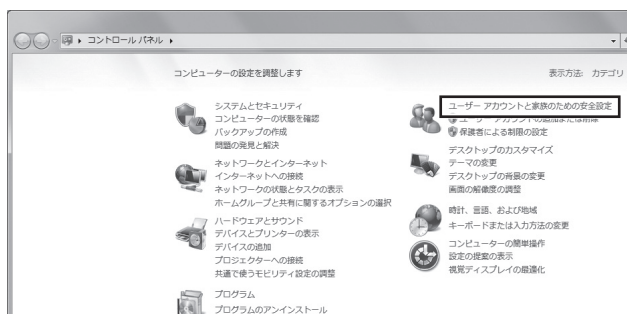 コントロール パネル
コンピューターの設定を調整します
表示方法: カテゴリ
システムとセキュリティ
コンピューターの状態を確認
バックアップの作成
問題の発見と解決
ネットワークとインターネット
インターネットへの接続
ネットワークの状態とタスクの表示
ホームグループと共有に関するオプションの選択
ハードウェアとサウンド
デバイスとプリンターの表示
デバイスの追加
プロジェクターへの接続
共通で使うモビリティ設定の調整
プログラム
プログラムのアンインストール
ユーザー アカウントと家族のための安全設定
ユーザー アカウントの追加または削除
保護者による制限の設定
デスクトップのカスタマイズ
テーマの変更
デスクトップの背景の変更
画面の解像度の調整
時計、言語、および地域
キーボードまたは入力方法の変更
コンピューターの簡単操作
設定の提案の表示
視覚ディスプレイの最適化